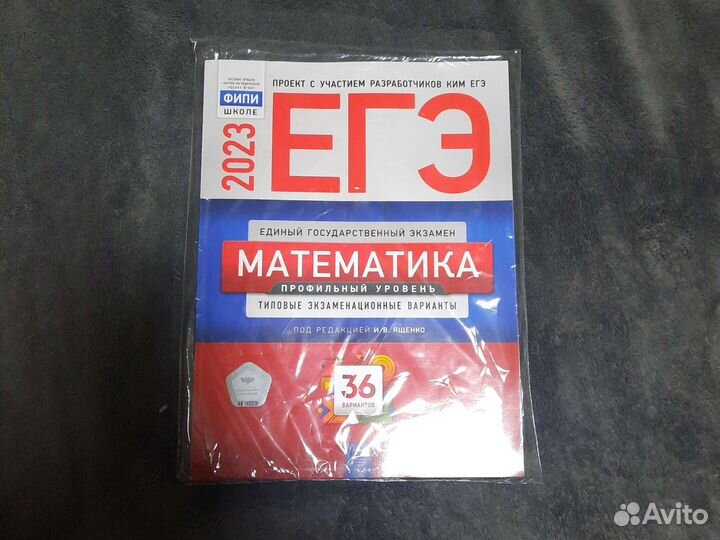 ПРОЕКТ С УЧАСТИЕМ РАЗРАБОТЧИКОВ КИМ ЕГЭ
ФИПИ
ШКОЛЕ
2023
ЕГЭ
ЕДИНЫЙ ГОСУДАРСТВЕННЫЙ ЭКЗАМЕН
МАТЕМАТИКА
ПРОФИЛЬНЫЙ УРОВЕНЬ
ТИПОВЫЕ ЭКЗАМЕНАЦИОННЫЕ ВАРИАНТЫ
ПОД РЕДАКЦИЕЙ И.В. ЯЩЕНКО
36
ВАРИАНТОВ
Avito